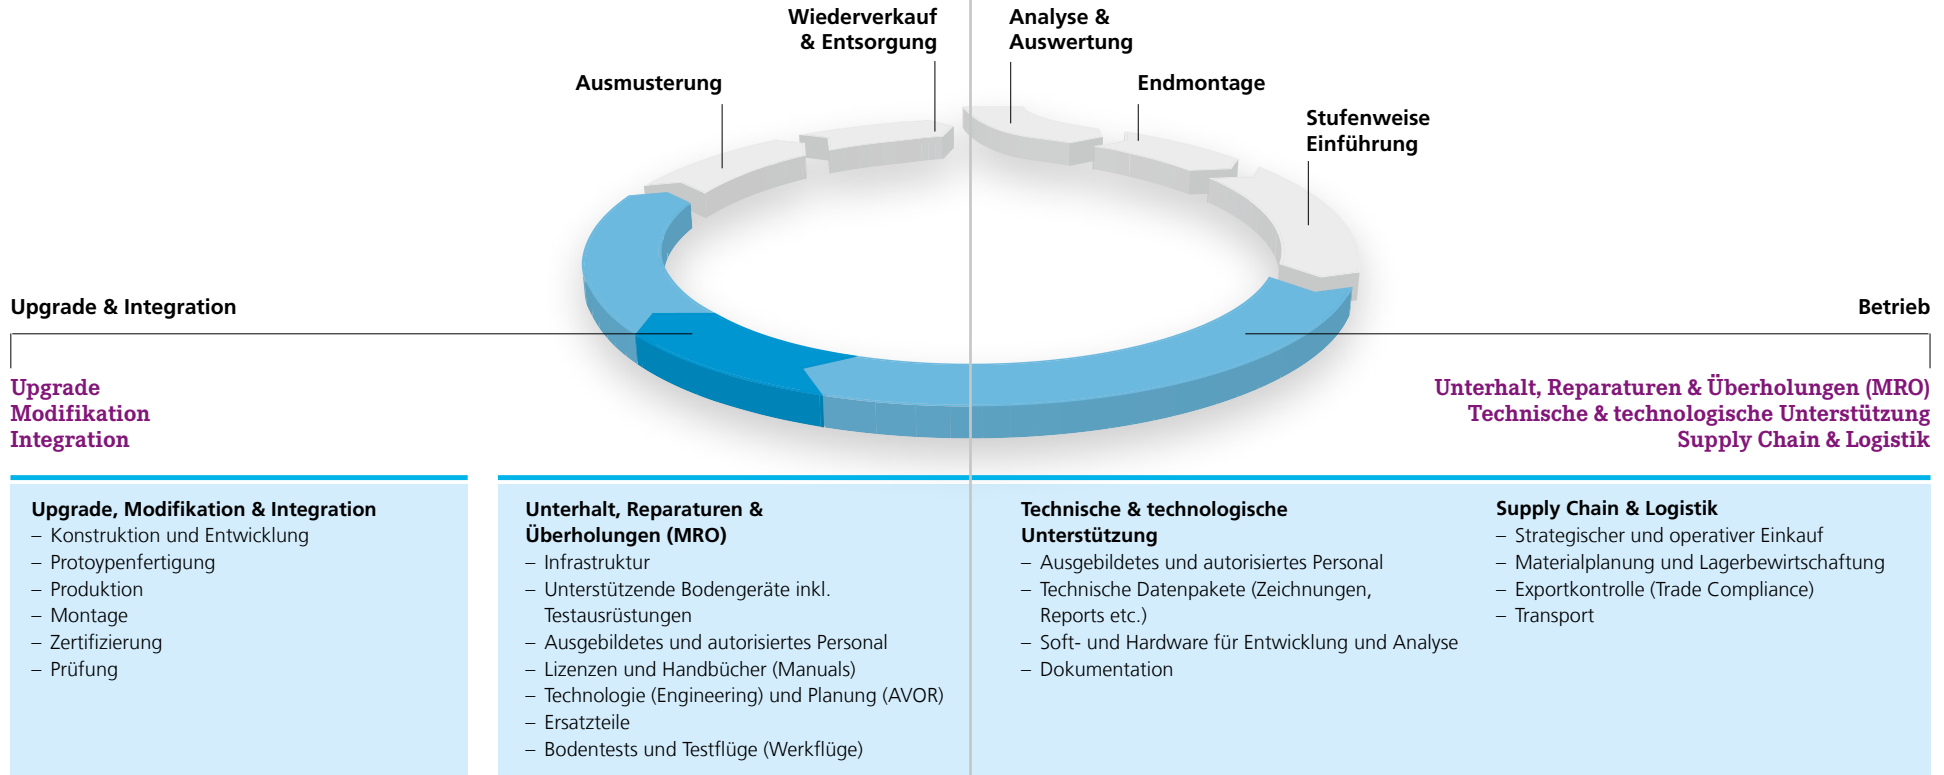 Wiederverkauf
& Entsorgung
Analyse &
Auswertung
Ausmusterung
Endmontage
Stufenweise
Einführung
Upgrade & Integration
Betrieb
Upgrade
Modifikation
Integration
Unterhalt, Reparaturen & Überholungen (MRO)
Technische & technologische Unterstützung
Supply Chain & Logistik
Upgrade, Modifikation & Integration
– Konstruktion und Entwicklung
– Protoypenfertigung
– Produktion
– Montage
– Zertifizierung
– Prüfung
Unterhalt, Reparaturen &
Überholungen (MRO)
– Infrastruktur
– Unterstützende Bodengeräte inkl.
Testausrüstungen
– Ausgebildetes und autorisiertes Personal
– Lizenzen und Handbücher (Manuals)
– Technologie (Engineering) und Planung (AVOR)
– Ersatzteile
– Bodentests und Testflüge (Werkflüge)
Technische & technologische
Unterstützung
– Ausgebildetes und autorisiertes Personal
– Technische Datenpakete (Zeichnungen,
Reports etc.)
– Soft- und Hardware für Entwicklung und Analyse
– Dokumentation
Supply Chain & Logistik
– Strategischer und operativer Einkauf
– Materialplanung und Lagerbewirtschaftung
– Exportkontrolle (Trade Compliance)
– Transport